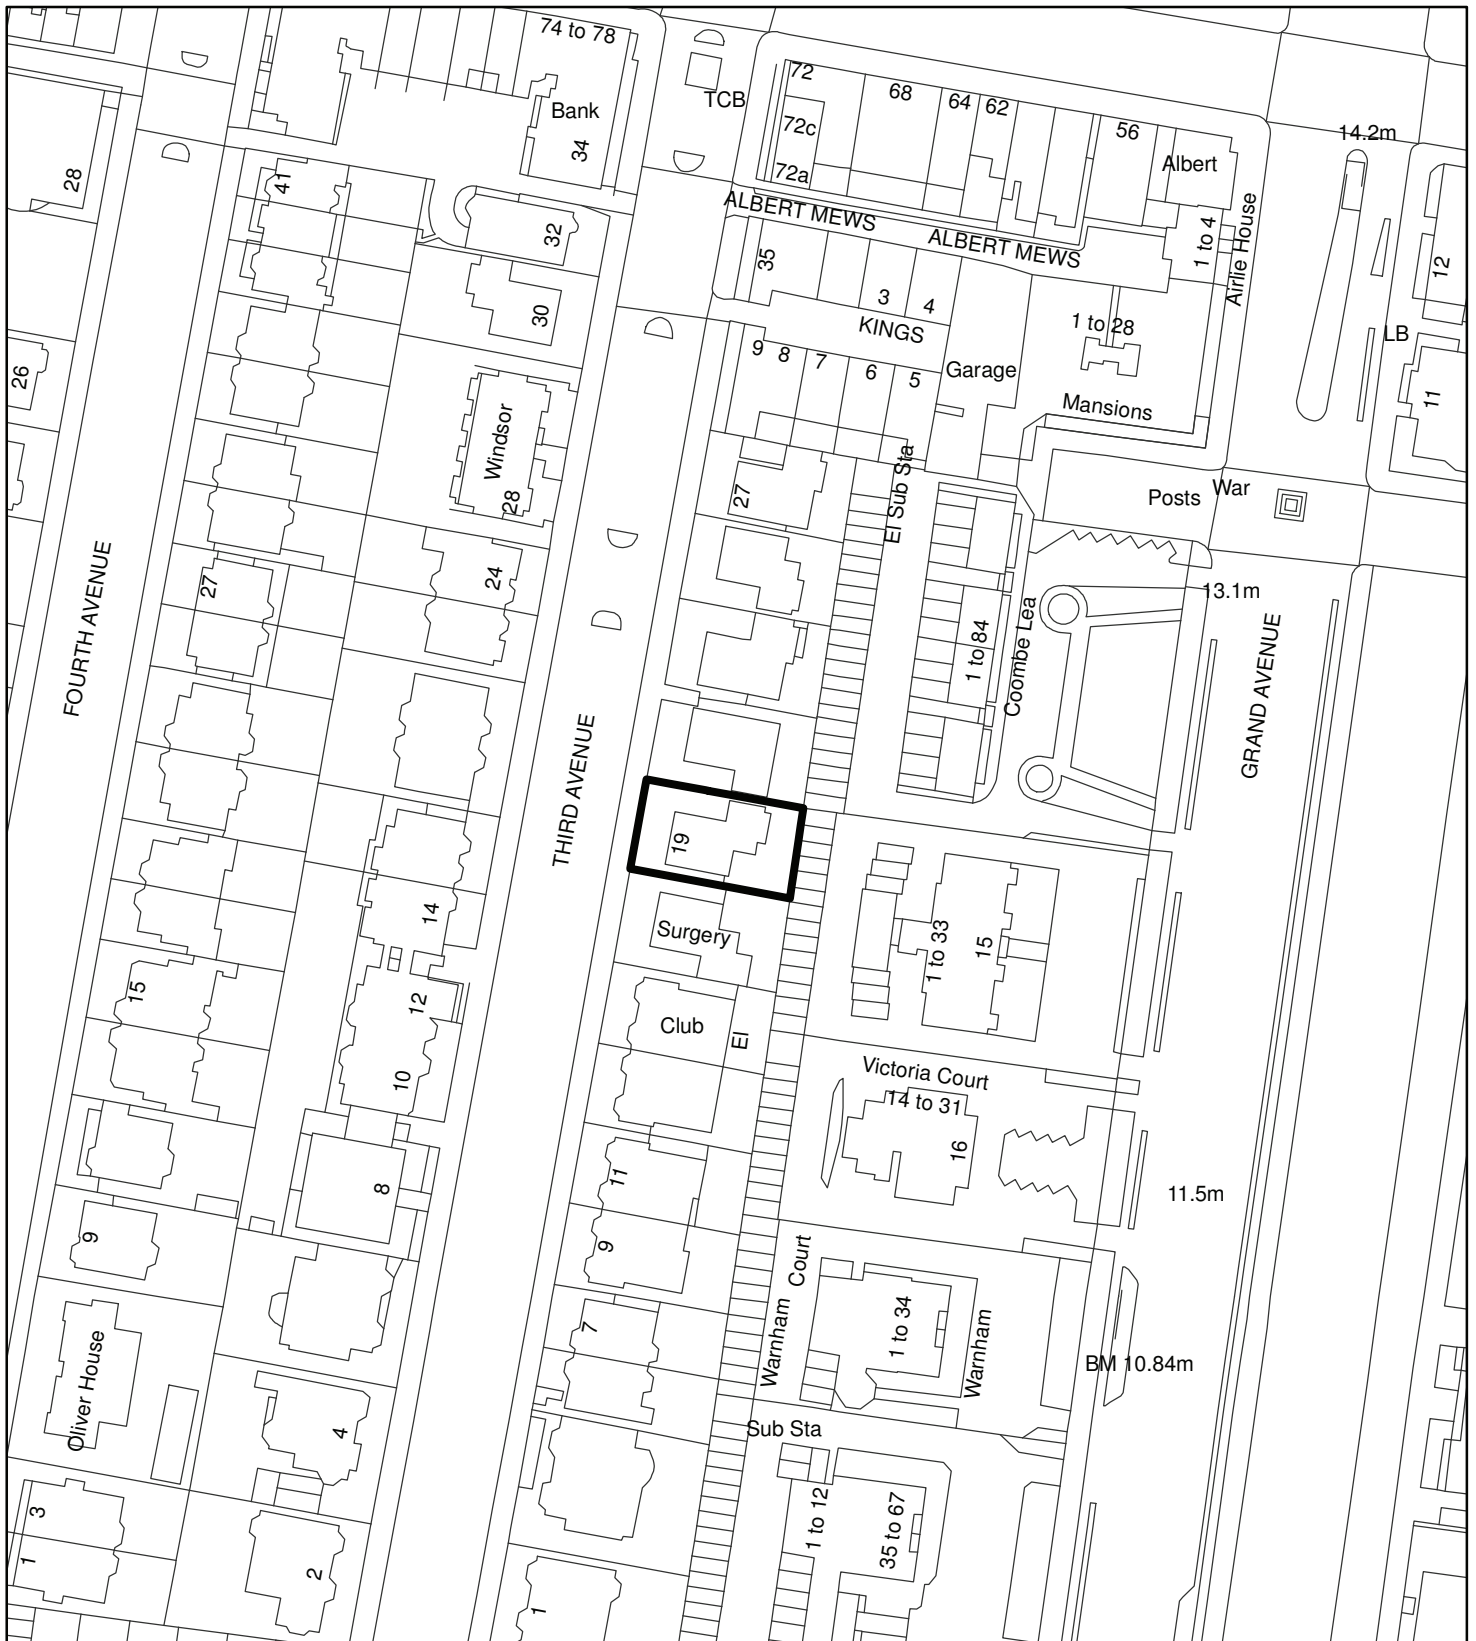 74 to 78
Bank
34
TCB
72
68
64
62
72c
72a
56
Albert
14.2m
28
41
32
ALBERT MEWS
ALBERT MEWS
1 to 4
Airlie House
12
35
3
4
KINGS
30
1 to 28
LB
26
9
8
7
6
5
Garage
Mansions
11
Windsor
28
27
El Sub Sta
Posts
War
FOURTH AVENUE
27
24
1 to 84
Coombe Lea
13.1m
GRAND AVENUE
THIRD AVENUE
19
14
Surgery
1 to 33
15
15
12
Club
El
10
Victoria Court
14 to 31
16
8
11
11.5m
9
9
Court
7
Warnham
1 to 34
Warnham
BM 10.84m
Oliver House
4
Sub Sta
3
1
2
1 to 12
35 to 67
1